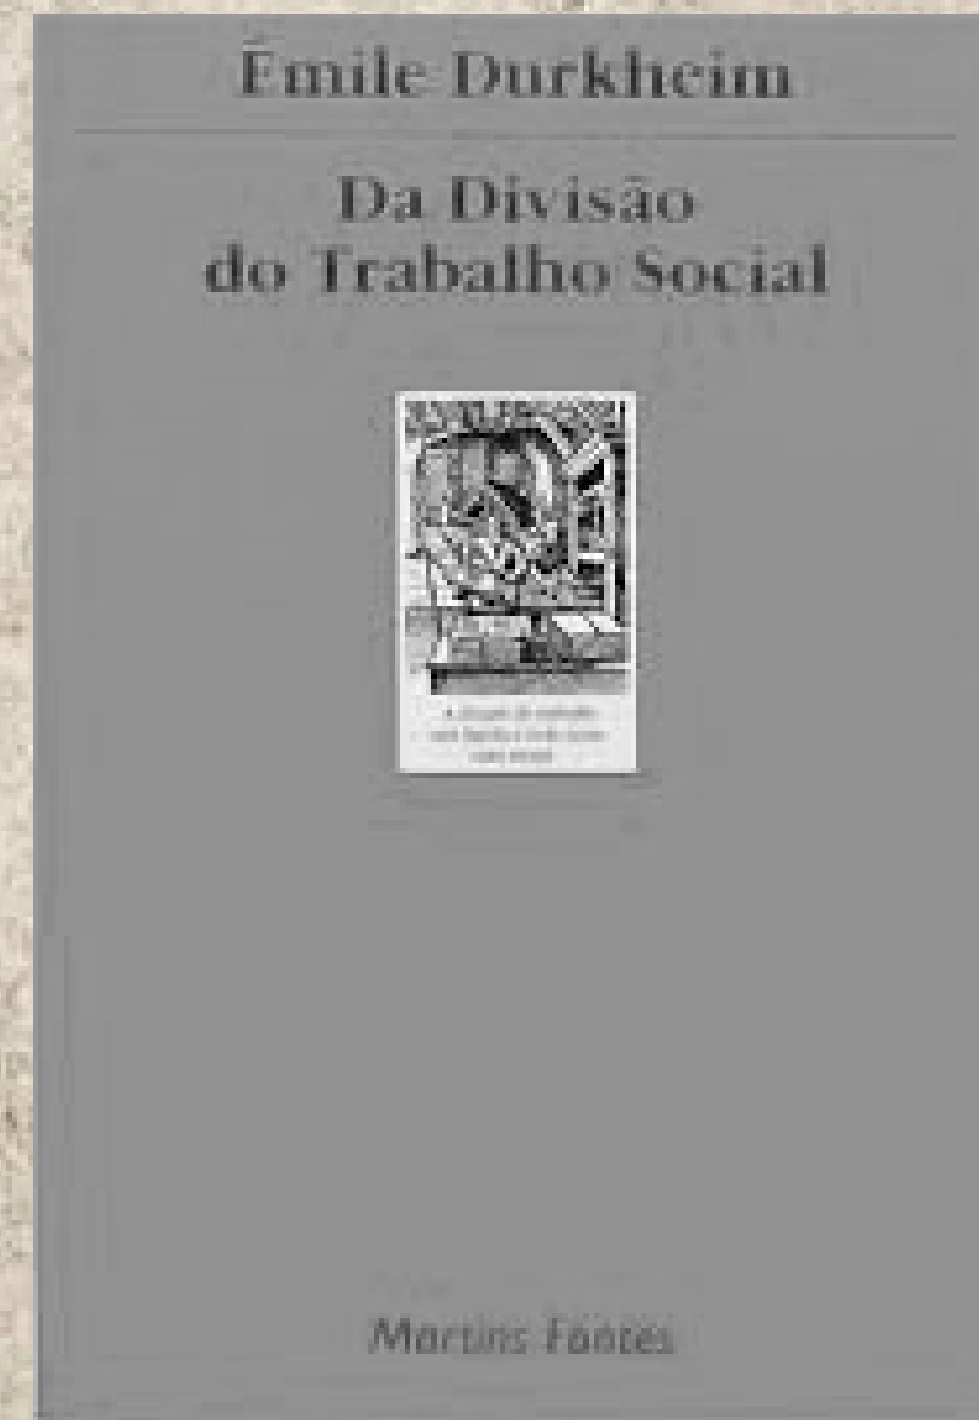 Émile Durkheim
Da Divisão
do Trabalho Social
Martins Fontes